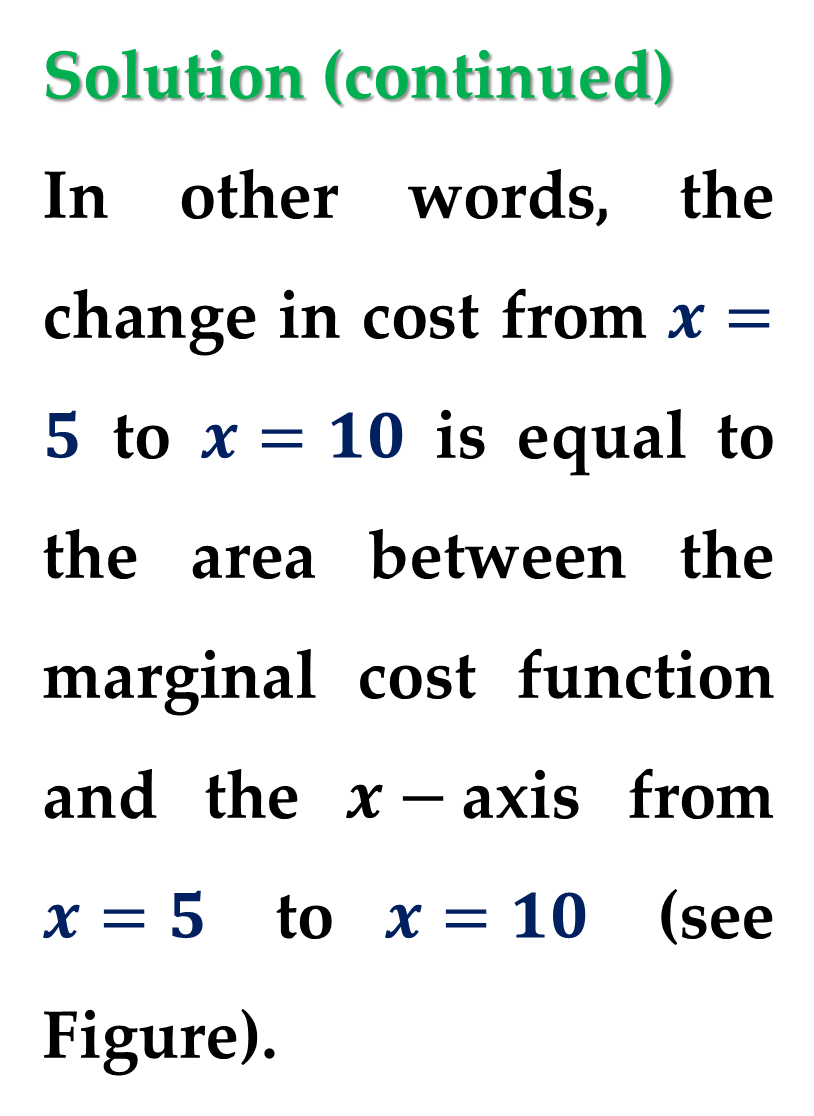 Solution (continued)
In other words, the
change in cost from x =
5 to x = 10 is equal to
the area between the
marginal cost function
and the x − axis from
x = 5 to x = 10 (see
Figure).